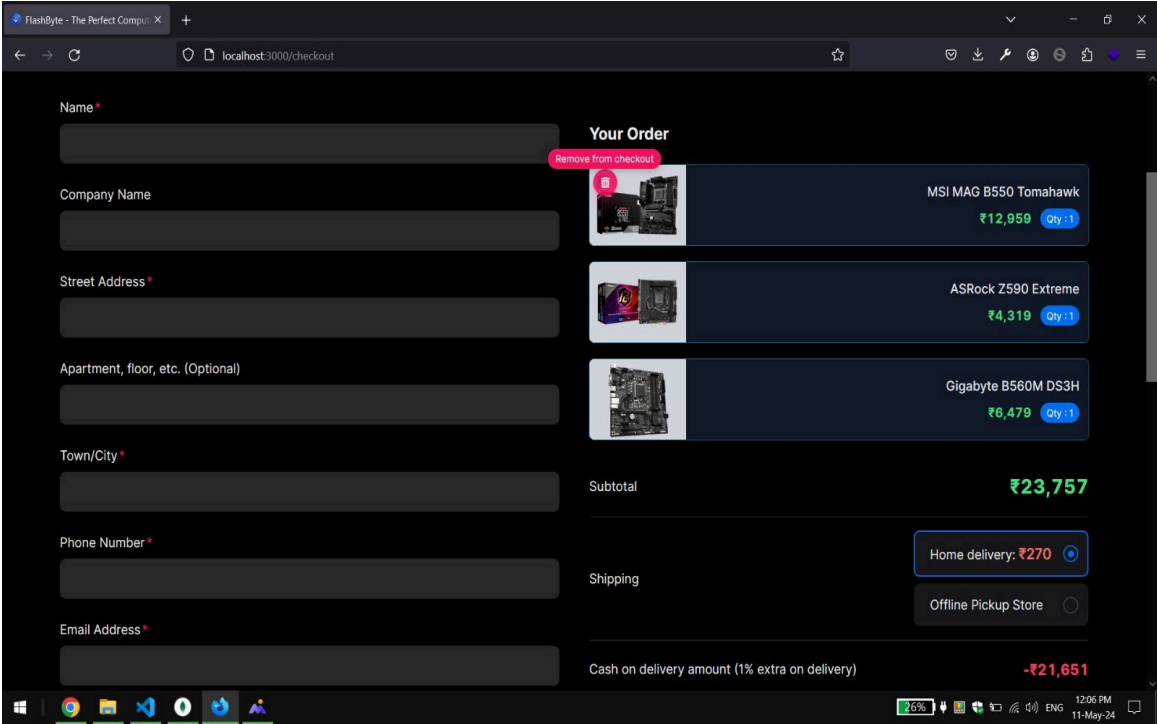 FlashByte - The Perfect Comput
localhost:3000/checkout
Name*
Company Name
Street Address*
Apartment, floor, etc. (Optional)
Town/City*
Phone Number*
Email Address*
Your Order
Remove from checkout
MSI MAG B550 Tomahawk
₹12,959 Qty : 1
ASRock Z590 Extreme
₹4,319 Qty : 1
Gigabyte B560M DS3H
₹6,479 Qty : 1
Subtotal ₹23,757
Shipping
Home delivery: ₹270
Offline Pickup Store
Cash on delivery amount (1% extra on delivery) -₹21,651
26% ENG 12:06 PM
11-May-24